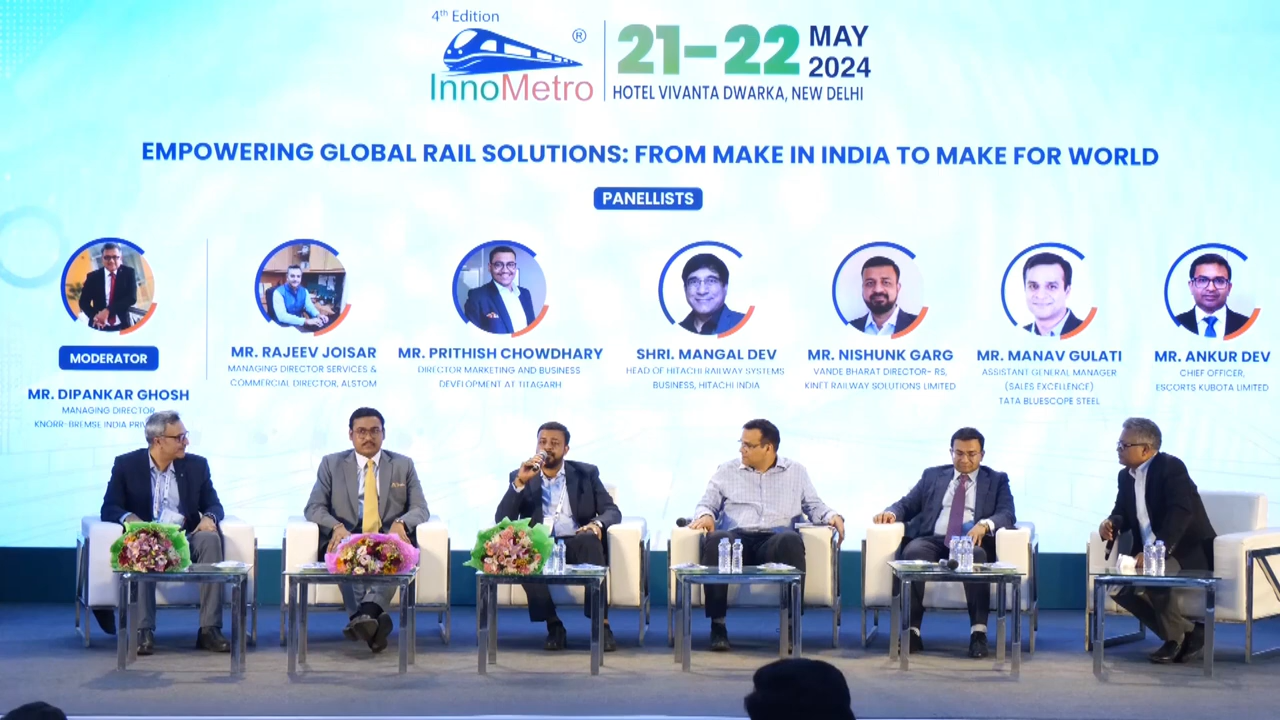 4th Edition
InnoMetro ®
21-22 MAY 2024
HOTEL VIVANTA DWARKA, NEW DELHI
EMPOWERING GLOBAL RAIL SOLUTIONS: FROM MAKE IN INDIA TO MAKE FOR WORLD
PANELLISTS
MODERATOR
MR. DIPANKAR GHOSH
MANAGING DIRECTOR
KNORR-BREMSE INDIA
MR. RAJEEV JOISAR
MANAGING DIRECTOR SERVICES &
COMMERCIAL DIRECTOR, ALSTOM
MR. PRITHISH CHOWDHARY
DIRECTOR MARKETING AND BUSINESS
DEVELOPMENT AT TITAGARH
SHRI. MANGAL DEV
HEAD OF HITACHI RAILWAY SYSTEMS
BUSINESS, HITACHI INDIA
MR. NISHUNK GARG
VANDE BHARAT DIRECTOR- RS,
KINET RAILWAY SOLUTIONS LIMITED
MR. MANAV GULATI
ASSISTANT GENERAL MANAGER
(SALES EXCELLENCE)
TATA BLUESCOPE STEEL
MR. ANKUR DEV
CHIEF OFFICER,
ESCORTS KUBOTA LIMITED